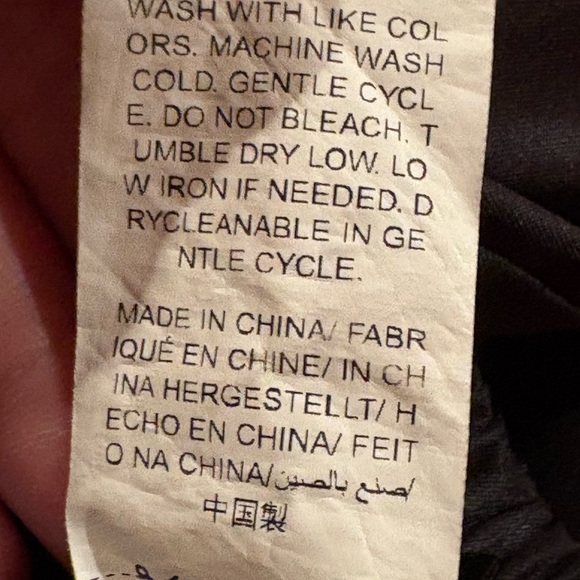 WASH WITH LIKE COL
ORS. MACHINE WASH
COLD. GENTLE CYCL
E. DO NOT BLEACH. T
UMBLE DRY LOW. LO
W IRON IF NEEDED. D
RYCLEANABLE IN GE
NTLE CYCLE.
MADE IN CHINA/ FABR
IQUÉ EN CHINE/ IN CH
INA HERGESTELLT/ H
ECHO EN CHINA/ FEIT
O NA CHINA/صنع بالصين/
中国製